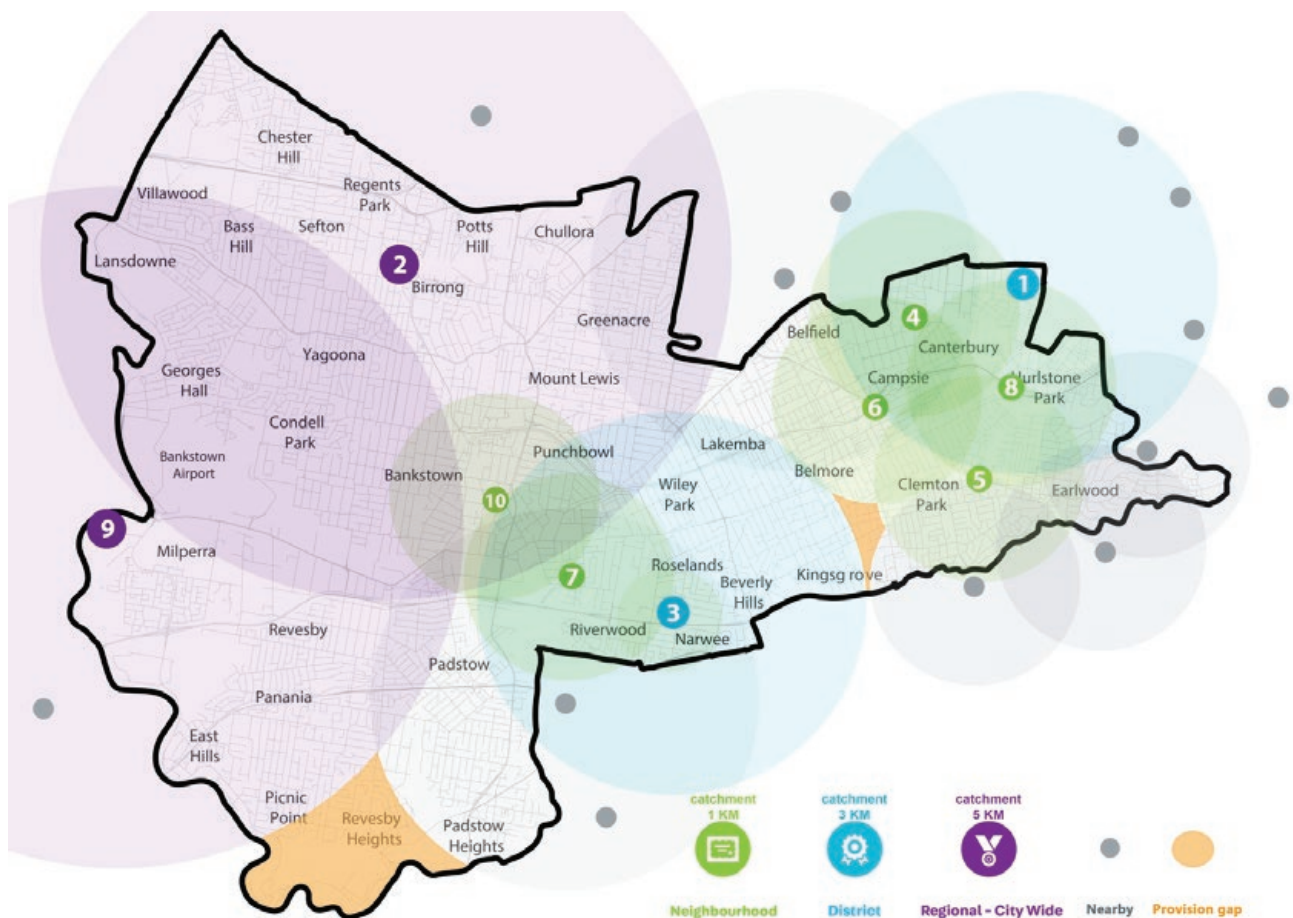 Chester
Hill
Villawood
Regents
Park
Bass
Hill
Sefton
Potts
Hill
Chullora
Lansdowne
2
Birrong
1
Greenacre
4
Belfield
Canterbury
Yagoona
Georges
Hall
Mount Lewis
Campsie
Hurlstone
Park
8
6
Condell
Park
Lakemba
Punchbowl
Bankstown
Airport
Bankstown
Belmore
Wiley
Park
Clemton
Park
5
Earlwood
10
9
Milperra
Roselands
7
Beverly
Hills
Kingsgrove
3
Revesby
Riverwood
Narwee
Padstow
Panania
East
Hills
Picnic
Point
Revesby
Heights
Padstow
Heights
catchment
1 KM
Neighbourhood
catchment
3 KM
District
catchment
5 KM
Regional - City Wide
Nearby
Provision gap